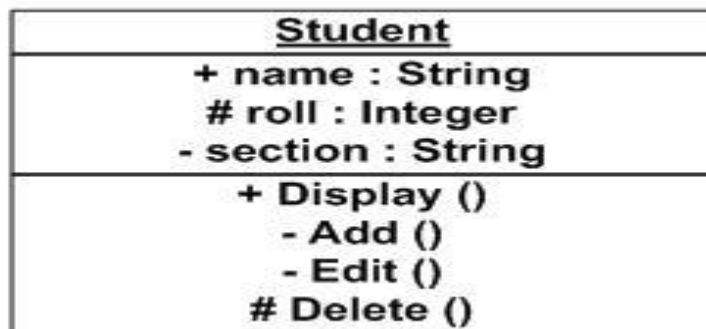 Student
+ name : String
# roll : Integer
- section : String
+ Display ()
- Add ()
- Edit ()
# Delete ()